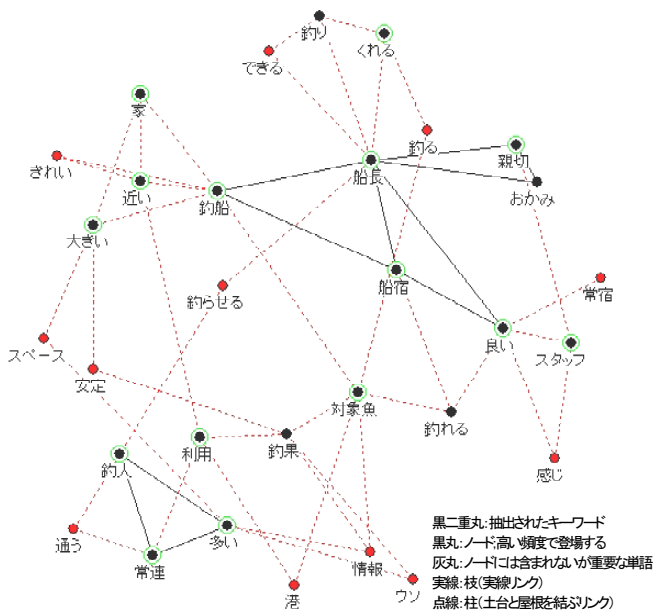 釣り
くれる
できる
家
釣る
親切
きれい
近い
釣船
船長
おかみ
大きい
釣らせる
船宿
常宿
スペース
良い
スタッフ
安定
対象魚
釣れる
釣人
利用
釣果
感じ
通う
常連
多い
情報
港
ウソ
黒二重丸:抽出されたキーワード
黒丸:ノード,高い頻度で登場する
灰丸:ノードには含まれないが重要な単語
実線:枝(実線リンク)
点線:柱(土台と屋根を結ぶリンク)